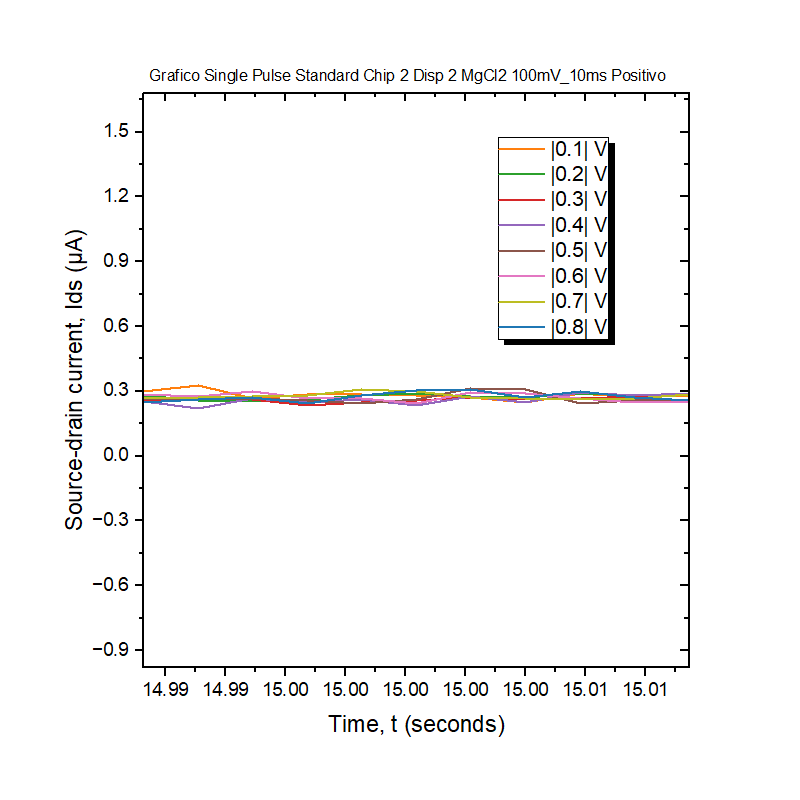 Grafico Single Pulse Standard Chip 2 Disp 2 MgCl2 100mV_10ms Positivo
1.5
1.2
0.9
0.6
0.3
0.0
−0.3
−0.6
−0.9
Source-drain current, Ids (µA)
|0.1| V
|0.2| V
|0.3| V
|0.4| V
|0.5| V
|0.6| V
|0.7| V
|0.8| V
14.99 14.99 15.00 15.00 15.00 15.00 15.00 15.01 15.01
Time, t (seconds)